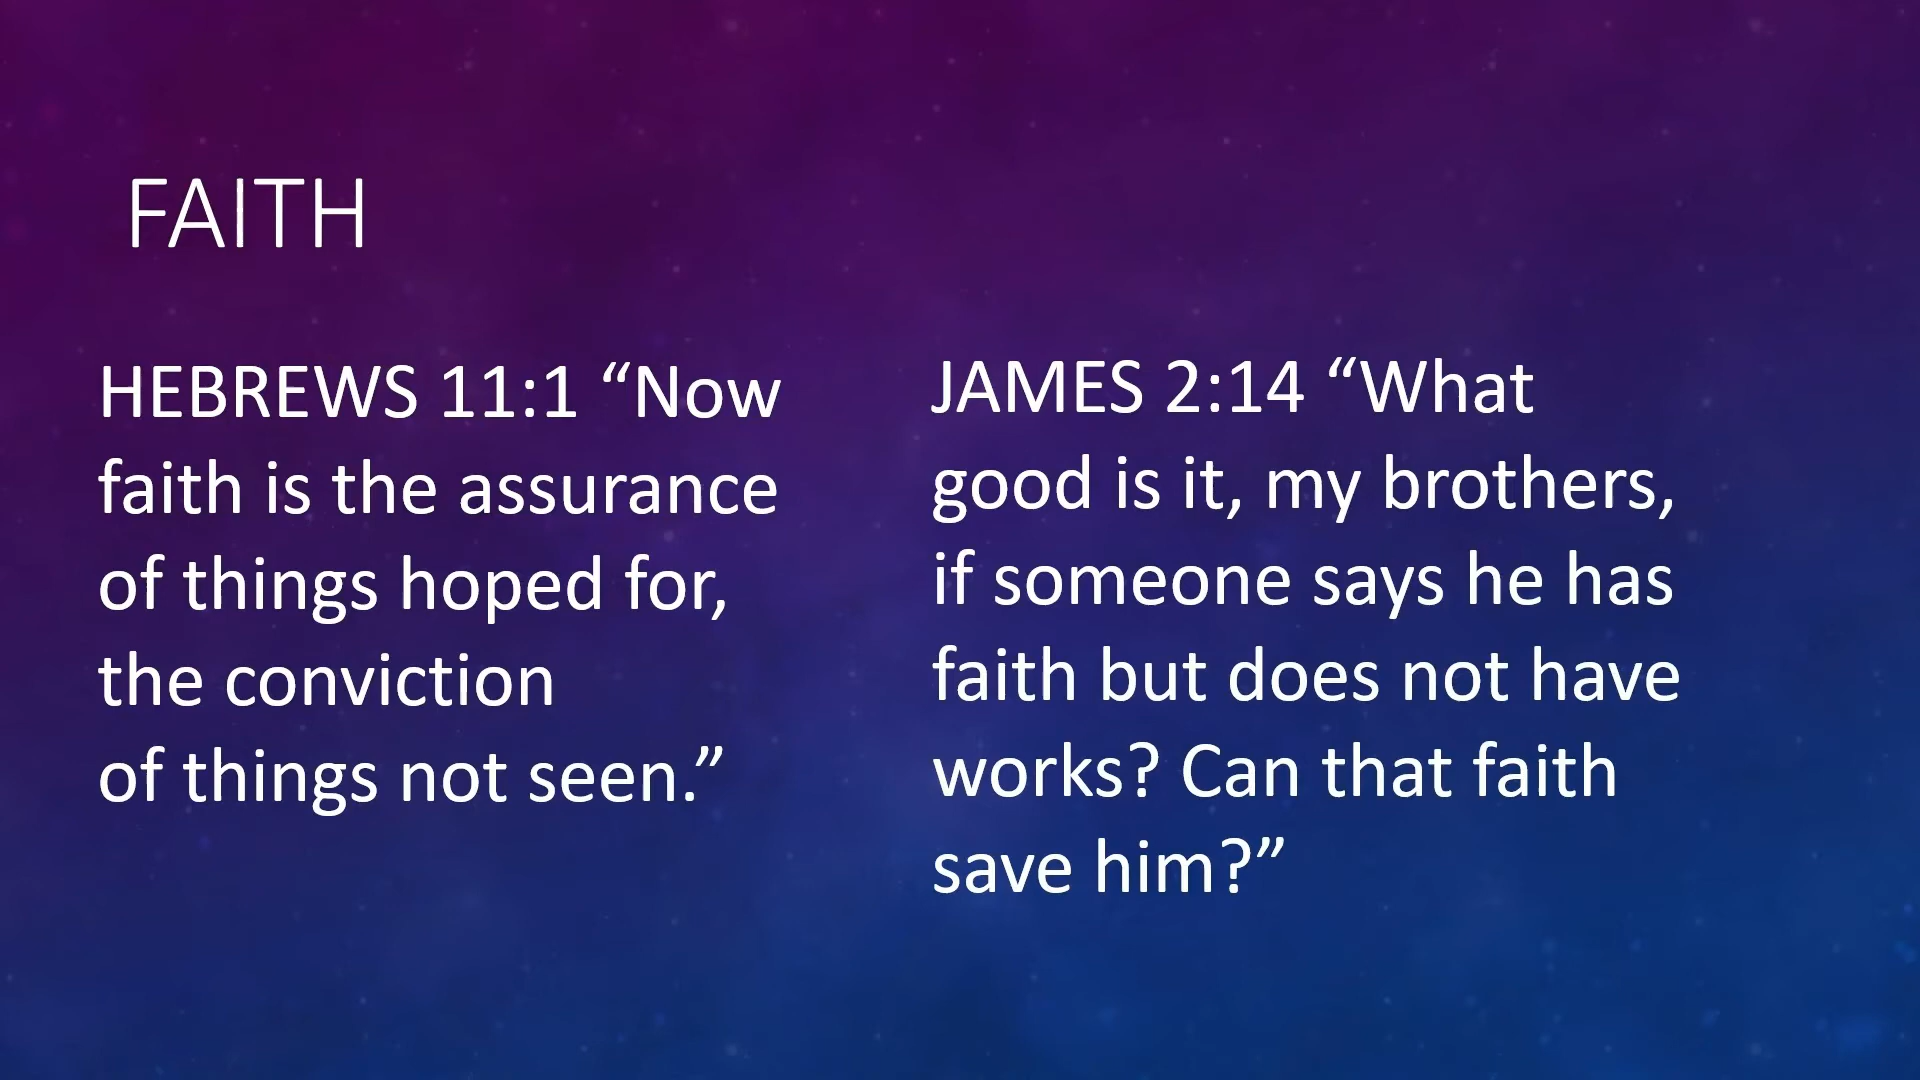 FAITH
HEBREWS 11:1 “Now
faith is the assurance
of things hoped for,
the conviction
of things not seen.”
JAMES 2:14 “What
good is it, my brothers,
if someone says he has
faith but does not have
works? Can that faith
save him?”